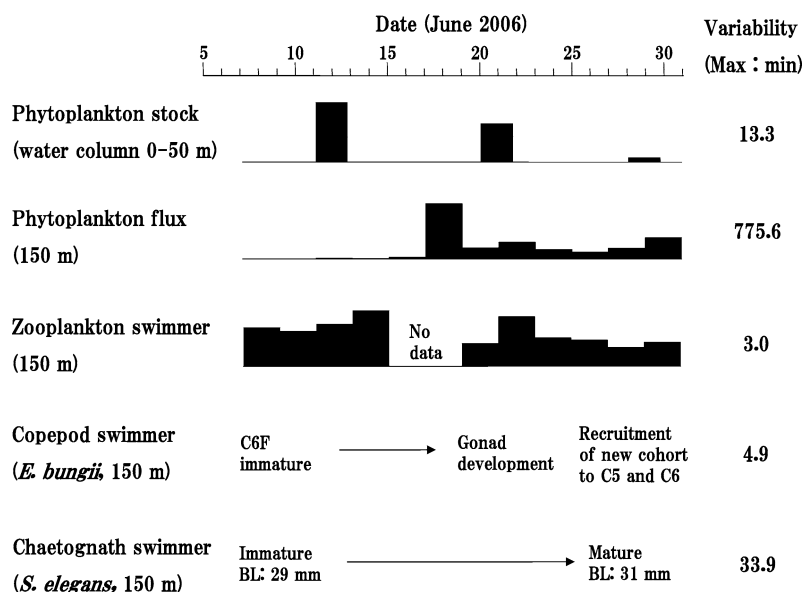 Date (June 2006)
Variability
(Max : min)
5 10 15 20 25 30
Phytoplankton stock
(water column 0-50 m)
13.3
Phytoplankton flux
(150 m)
775.6
Zooplankton swimmer
(150 m)
No
data
3.0
Copepod swimmer
(E. bungii, 150 m)
C6F
immature
Gonad
development
Recruitment
of new cohort
to C5 and C6
4.9
Chaetognath swimmer
(S. elegans, 150 m)
Immature
BL: 29 mm
Mature
BL: 31 mm
33.9